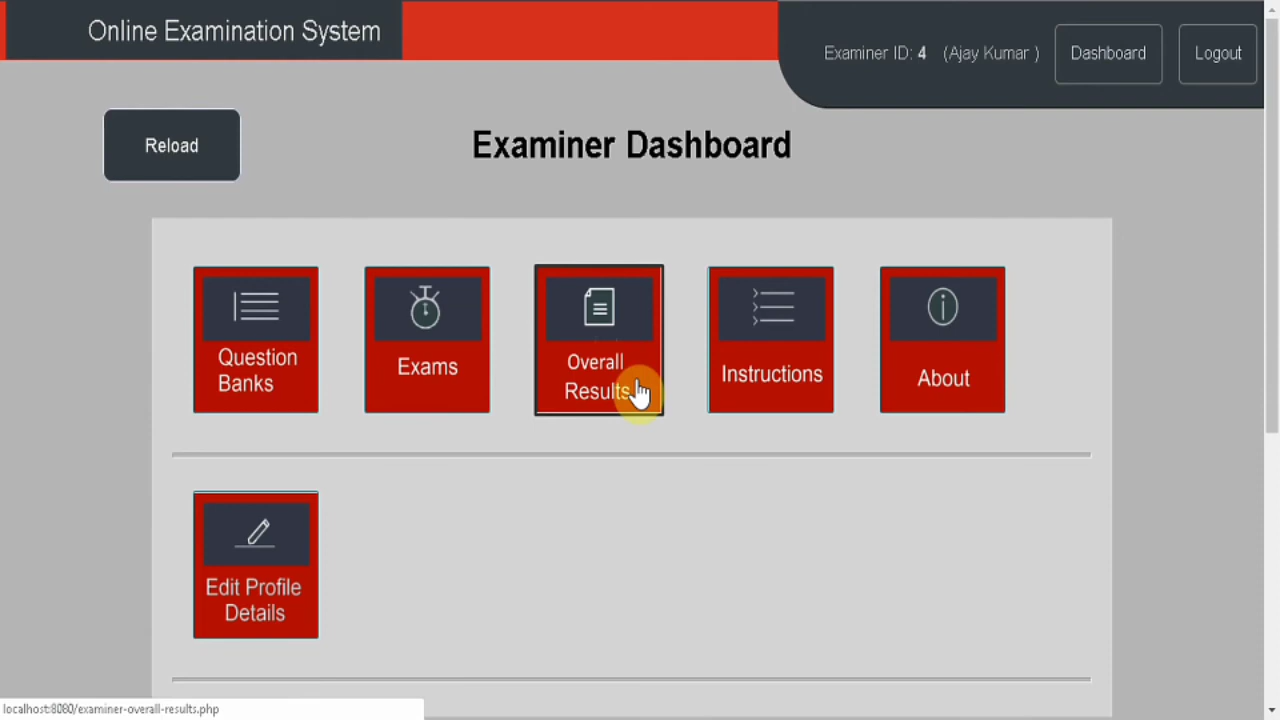 Online Examination System
Examiner ID: 4 (Ajay Kumar )
Dashboard
Logout
Reload
Examiner Dashboard
Question
Banks
Exams
Overall
Results
Instructions
About
Edit Profile
Details
localhost:8080/examiner-overall-results.php